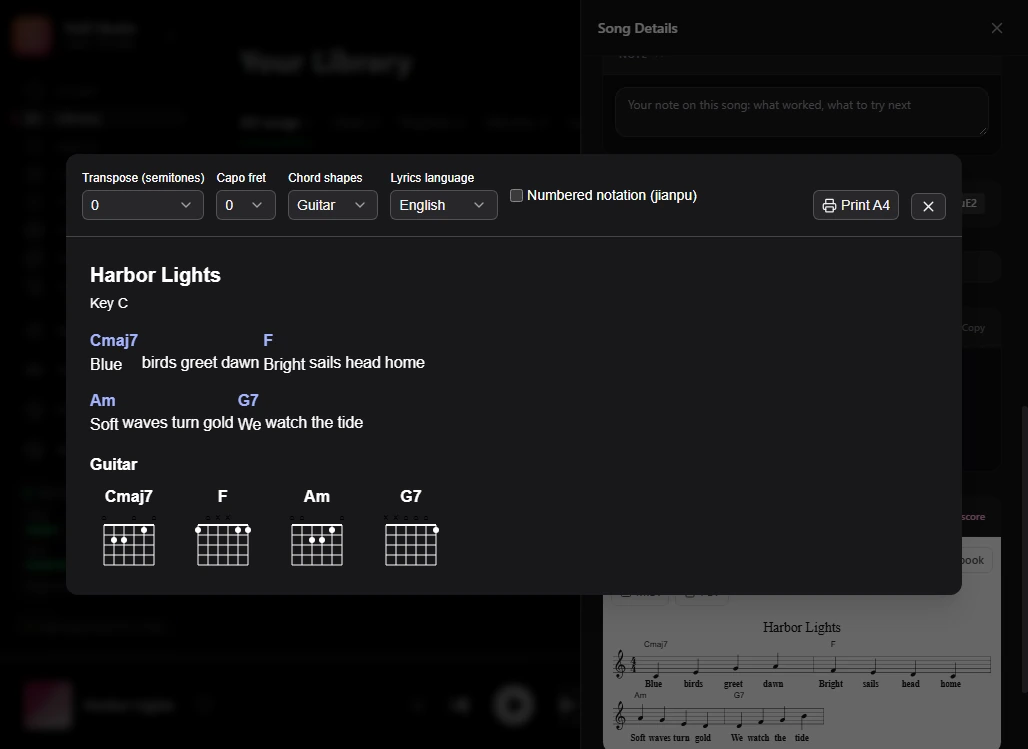 Your Library
Song Details
Your note on this song: what worked, what to try next
Transpose (semitones)
Capo fret
Chord shapes
Lyrics language
0
0
Guitar
English
Numbered notation (jianpu)
Print A4
Harbor Lights
Key C
Cmaj7 F
Blue birds greet dawn Bright sails head home
Am G7
Soft waves turn gold We watch the tide
Guitar
Cmaj7 F Am G7
Copy
score
Harbor Lights
Cmaj7 F
Blue birds greet dawn Bright sails head home
Am G7
Soft waves turn gold We watch the tide